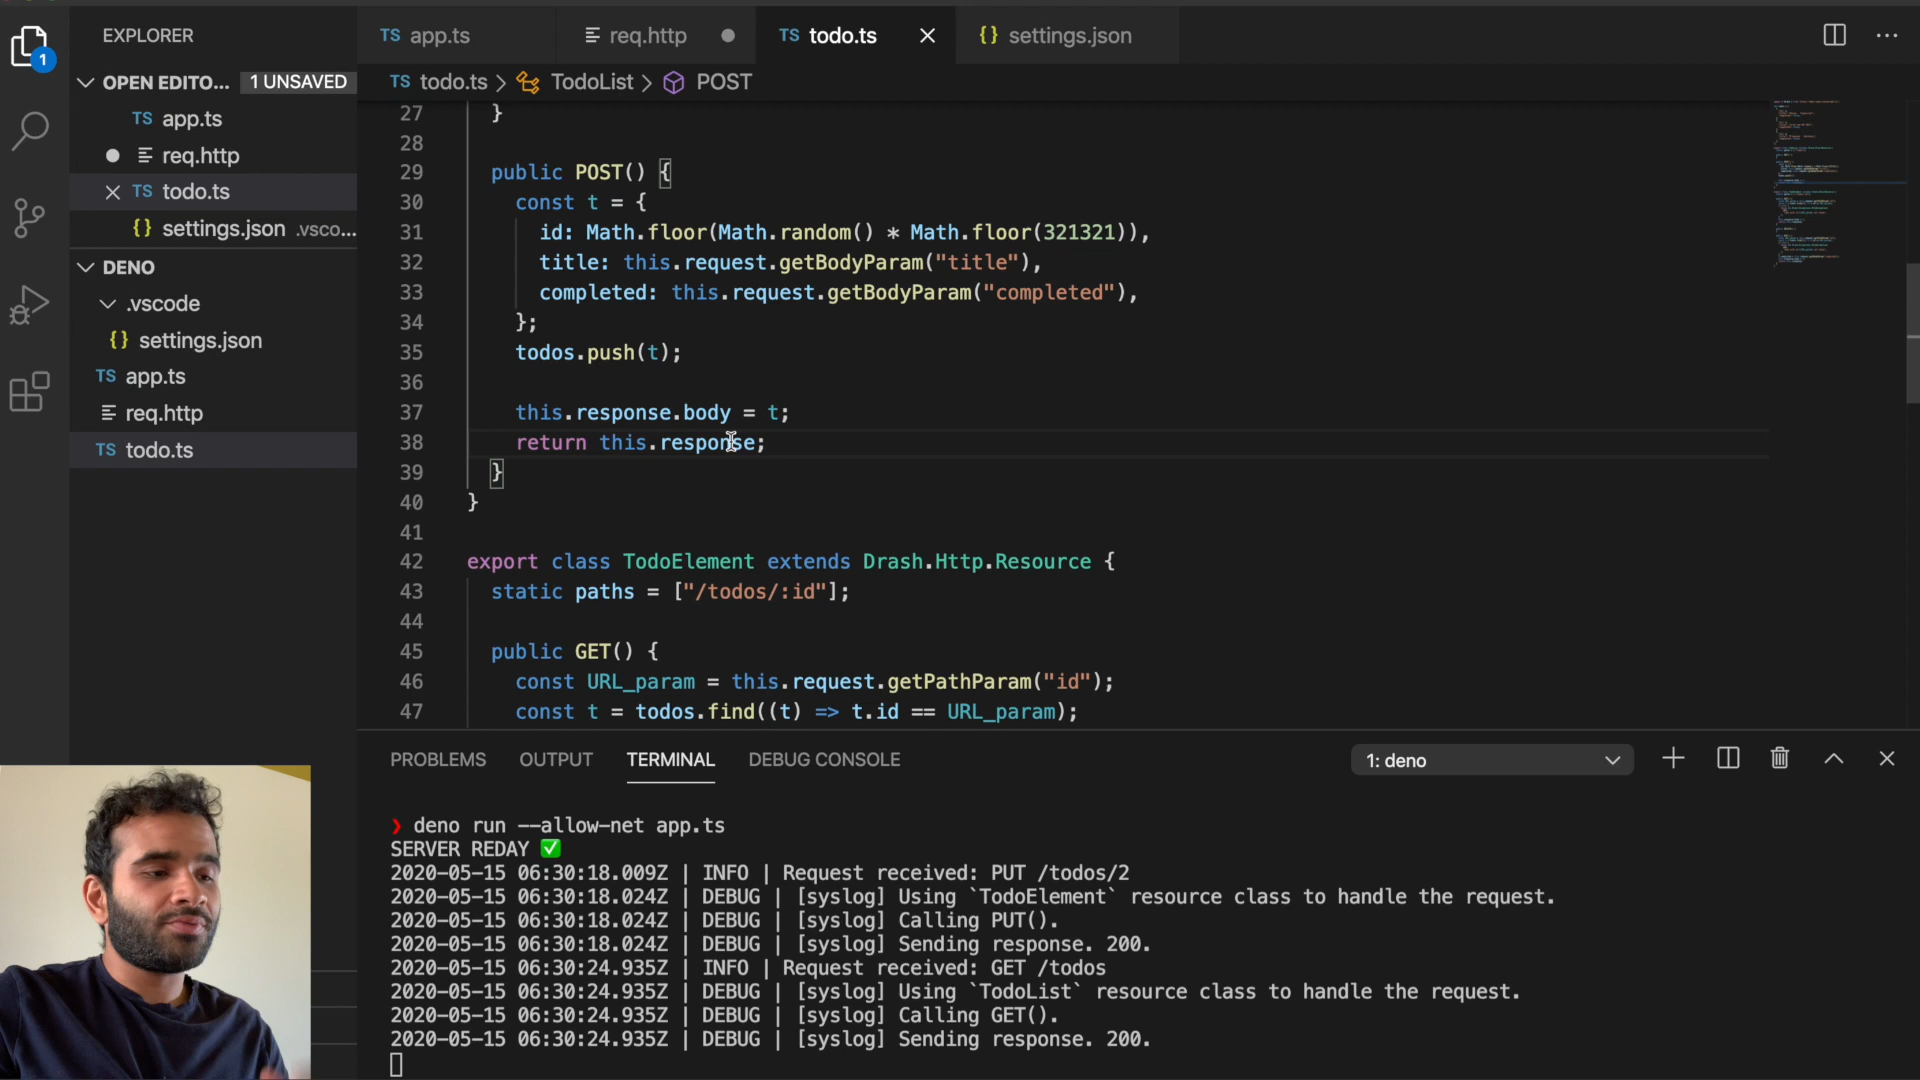 EXPLORER
TS app.ts
req.http
TS todo.ts
{} settings.json
OPEN EDITO... 1 UNSAVED
TS app.ts
req.http
TS todo.ts
{} settings.json .vsco...
DENO
.vscode
{} settings.json
TS app.ts
req.http
TS todo.ts
1
TS todo.ts > TodoList > POST
27 }
28
29 public POST() {
30 const t = {
31 id: Math.floor(Math.random() * Math.floor(321321)),
32 title: this.request.getBodyParam("title"),
33 completed: this.request.getBodyParam("completed"),
34 };
35 todos.push(t);
36
37 this.response.body = t;
38 return this.response;
39 }
40 }
41
42 export class TodoElement extends Drash.Http.Resource {
43 static paths = ["/todos/:id"];
44
45 public GET() {
46 const URL_param = this.request.getPathParam("id");
47 const t = todos.find((t) => t.id == URL_param);
PROBLEMS OUTPUT TERMINAL DEBUG CONSOLE 1: deno
❯ deno run --allow-net app.ts
SERVER REDAY ✅
2020-05-15 06:30:18.009Z | INFO | Request received: PUT /todos/2
2020-05-15 06:30:18.024Z | DEBUG | [syslog] Using `TodoElement` resource class to handle the request.
2020-05-15 06:30:18.024Z | DEBUG | [syslog] Calling PUT().
2020-05-15 06:30:18.024Z | DEBUG | [syslog] Sending response. 200.
2020-05-15 06:30:24.935Z | INFO | Request received: GET /todos
2020-05-15 06:30:24.935Z | DEBUG | [syslog] Using `TodoList` resource class to handle the request.
2020-05-15 06:30:24.935Z | DEBUG | [syslog] Calling GET().
2020-05-15 06:30:24.935Z | DEBUG | [syslog] Sending response. 200.